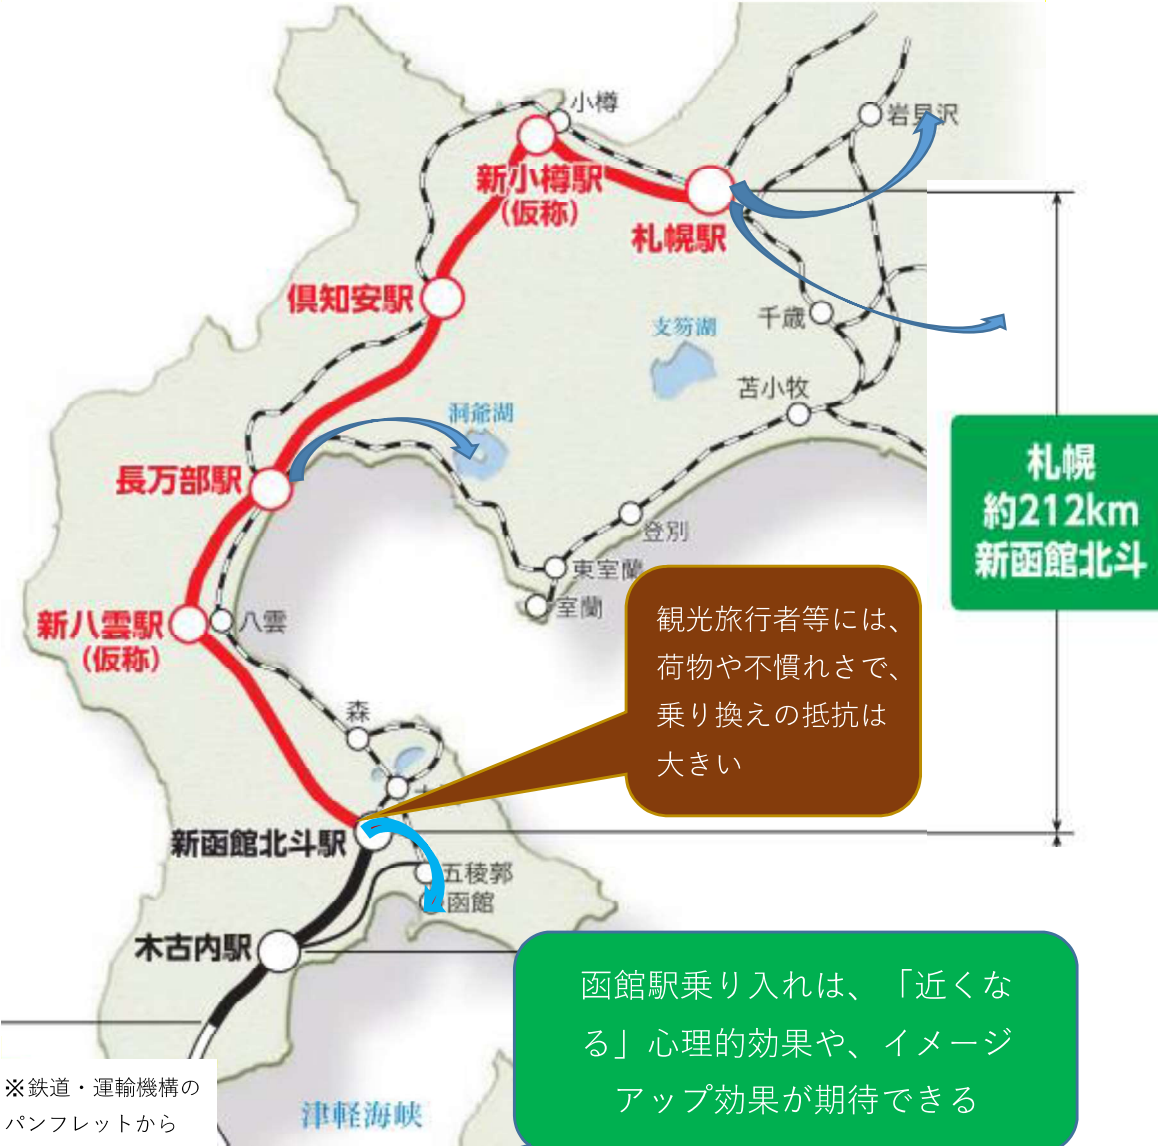 小樽
岩見沢
新小樽駅
(仮称)
札幌駅
倶知安駅
千歳
支笏湖
苫小牧
洞爺湖
長万部駅
札幌
約212km
新函館北斗
登別
東室蘭
室蘭
新八雲駅
(仮称)
八雲
観光旅行者等には、
荷物や不慣れさで、
乗り換えの抵抗は
大きい
森
新函館北斗駅
五稜郭
函館
木古内駅
函館駅乗り入れは、「近くな
る」心理的効果や、イメージ
アップ効果が期待できる
※鉄道・運輸機構の
パンフレットから
津軽海峡